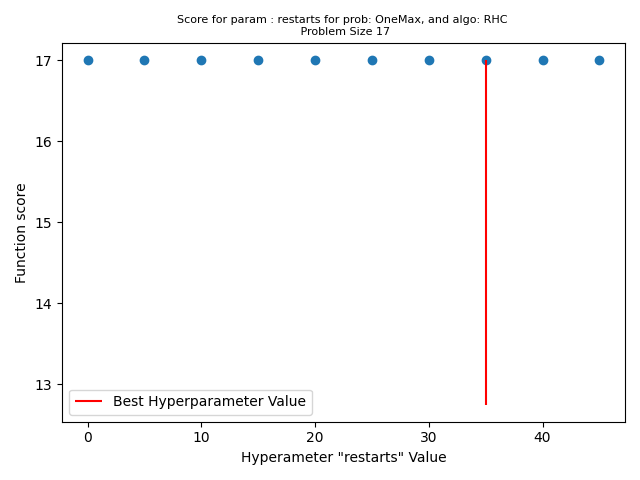 Score for param : restarts for prob: OneMax, and algo: RHC
Problem Size 17
17
16
15
14
13
Function score
Best Hyperparameter Value
0 10 20 30 40
Hyperameter "restarts" Value